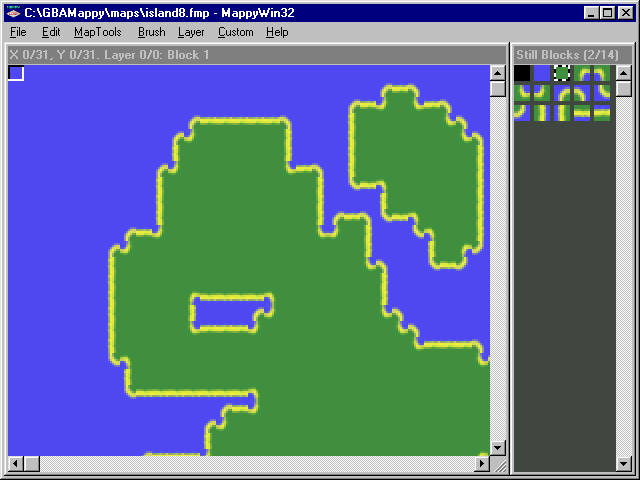 C:\GBAMappy\maps\island8.fmp - MappyWin32
File Edit MapTools Brush Layer Custom Help
X 0/31, Y 0/31. Layer 0/0: Block 1
Still Blocks (2/14)